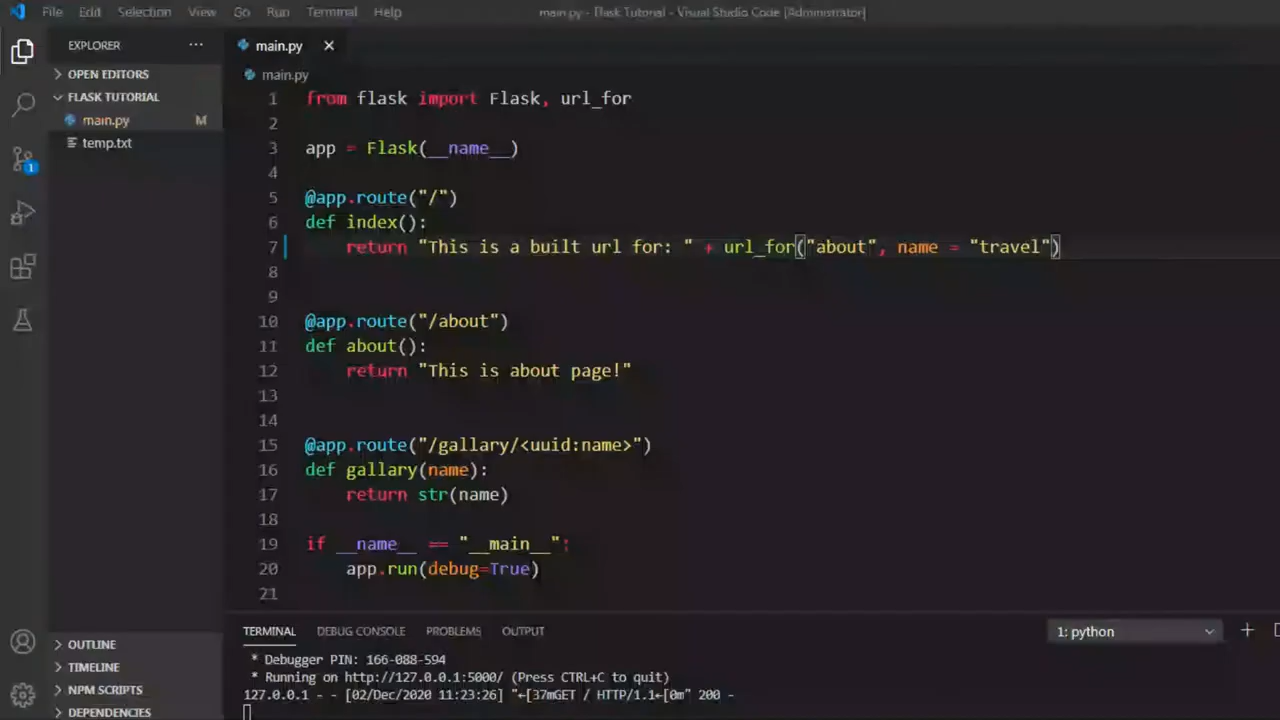 File Edit Selection View Go Run Terminal Help main.py - Flask Tutorial - Visual Studio Code [Administrator]
EXPLORER ···
OPEN EDITORS
FLASK TUTORIAL
main.py M
temp.txt
1
OUTLINE
TIMELINE
NPM SCRIPTS
DEPENDENCIES
main.py
main.py
1 from flask import Flask, url_for
2
3 app = Flask(__name__)
4
5 @app.route("/")
6 def index():
7 return "This is a built url for: " + url_for("about", name = "travel")
8
9
10 @app.route("/about")
11 def about():
12 return "This is about page!"
13
14
15 @app.route("/gallary/<uuid:name>")
16 def gallary(name):
17 return str(name)
18
19 if __name__ == "__main__":
20 app.run(debug=True)
21
TERMINAL DEBUG CONSOLE PROBLEMS OUTPUT 1: python
* Debugger PIN: 166-088-594
* Running on http://127.0.0.1:5000/ (Press CTRL+C to quit)
127.0.0.1 - - [02/Dec/2020 11:23:26] "←[37mGET / HTTP/1.1←[0m" 200 -